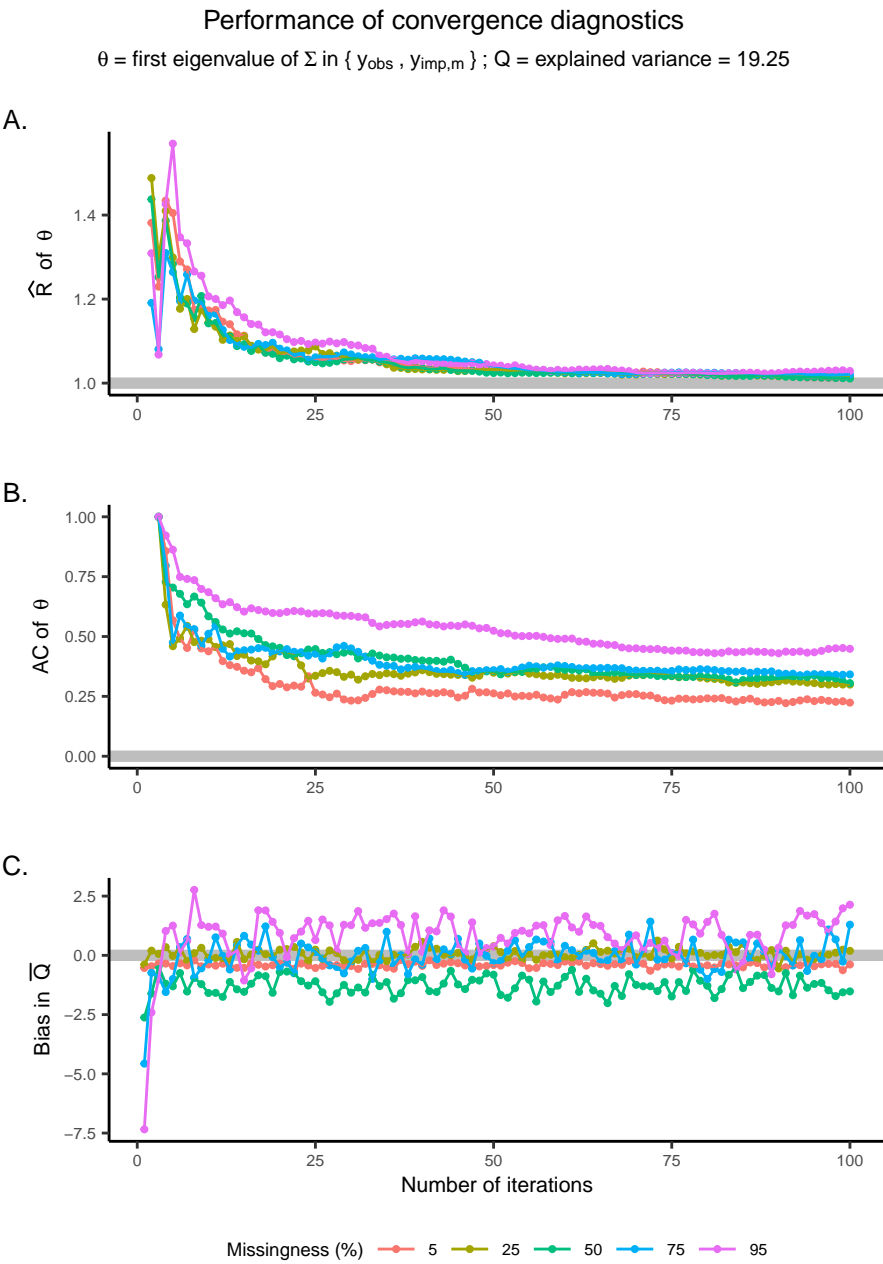 Performance of convergence diagnostics
θ = first eigenvalue of Σ in { yobs , yimp,m } ; Q = explained variance = 19.25
A.
R̂ of θ
1.4
1.2
1.0
0 25 50 75 100
B.
AC of θ
1.00
0.75
0.50
0.25
0.00
0 25 50 75 100
C.
Bias in Q̅
2.5
0.0
−2.5
−5.0
−7.5
0 25 50 75 100
Number of iterations
Missingness (%) 5 25 50 75 95